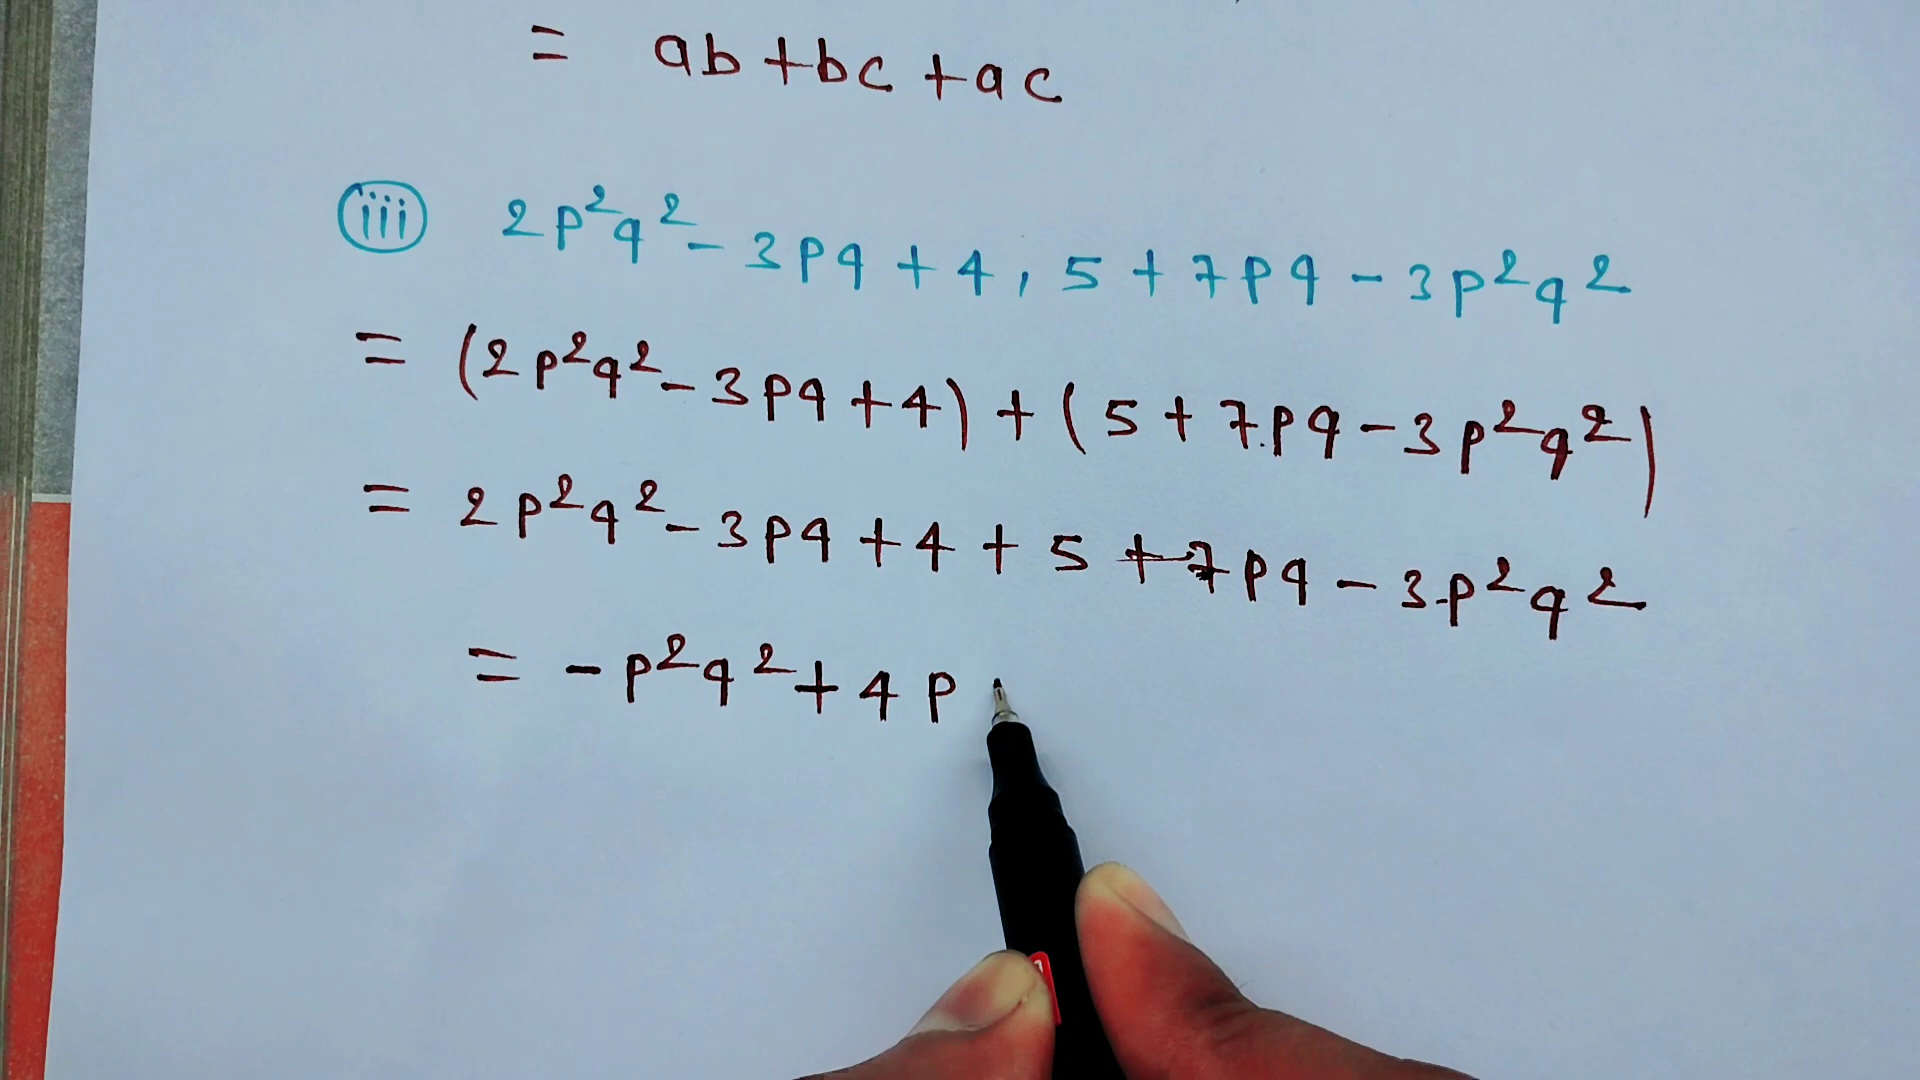 = ab + bc + ac
(iii) 2p²q² - 3pq + 4, 5 + 7pq - 3p²q²
= (2p²q² - 3pq + 4) + (5 + 7pq - 3p²q²)
= 2p²q² - 3pq + 4 + 5 + 7pq - 3p²q²
= -p²q² + 4p